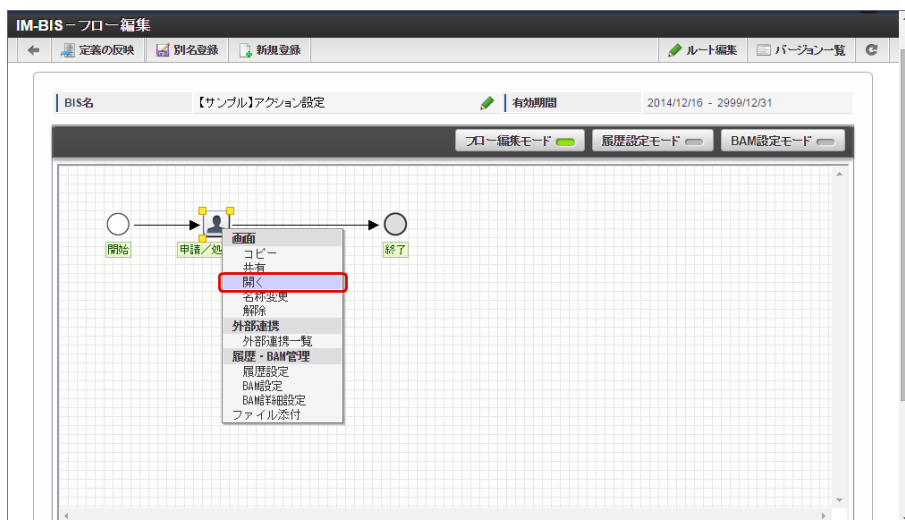 IM-BIS－フロー編集
定義の反映 別名登録 新規登録 ルート編集 バージョン一覧
BIS名 【サンプル】アクション設定 有効期間 2014/12/16 - 2999/12/31
フロー編集モード 履歴設定モード BAM設定モード
開始 申請／処 終了
画面
コピー
共有
開く
名称変更
解除
外部連携
外部連携一覧
履歴・BAM管理
履歴設定
BAM設定
BAM詳細設定
ファイル添付